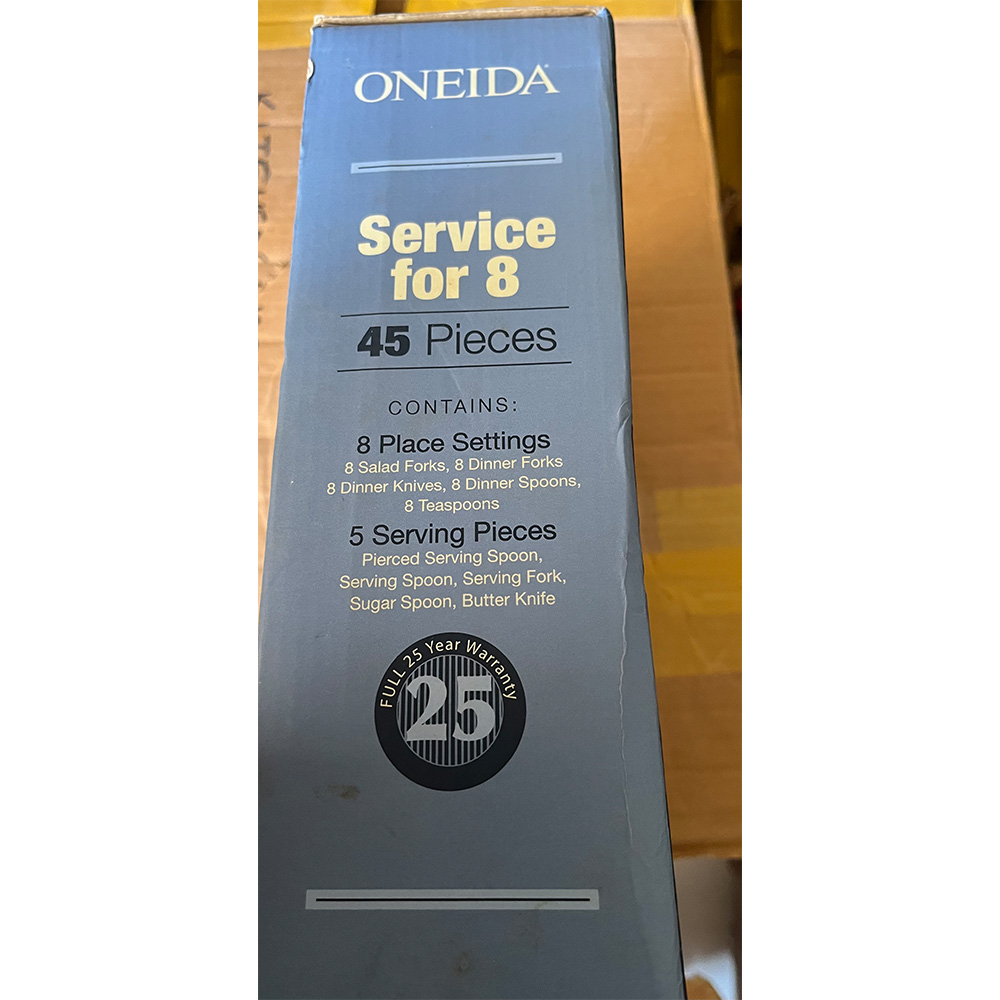 ONEIDA
Service
for 8
45 Pieces
CONTAINS:
8 Place Settings
8 Salad Forks, 8 Dinner Forks
8 Dinner Knives, 8 Dinner Spoons,
8 Teaspoons
5 Serving Pieces
Pierced Serving Spoon,
Serving Spoon, Serving Fork,
Sugar Spoon, Butter Knife
FULL 25 Year Warranty
25